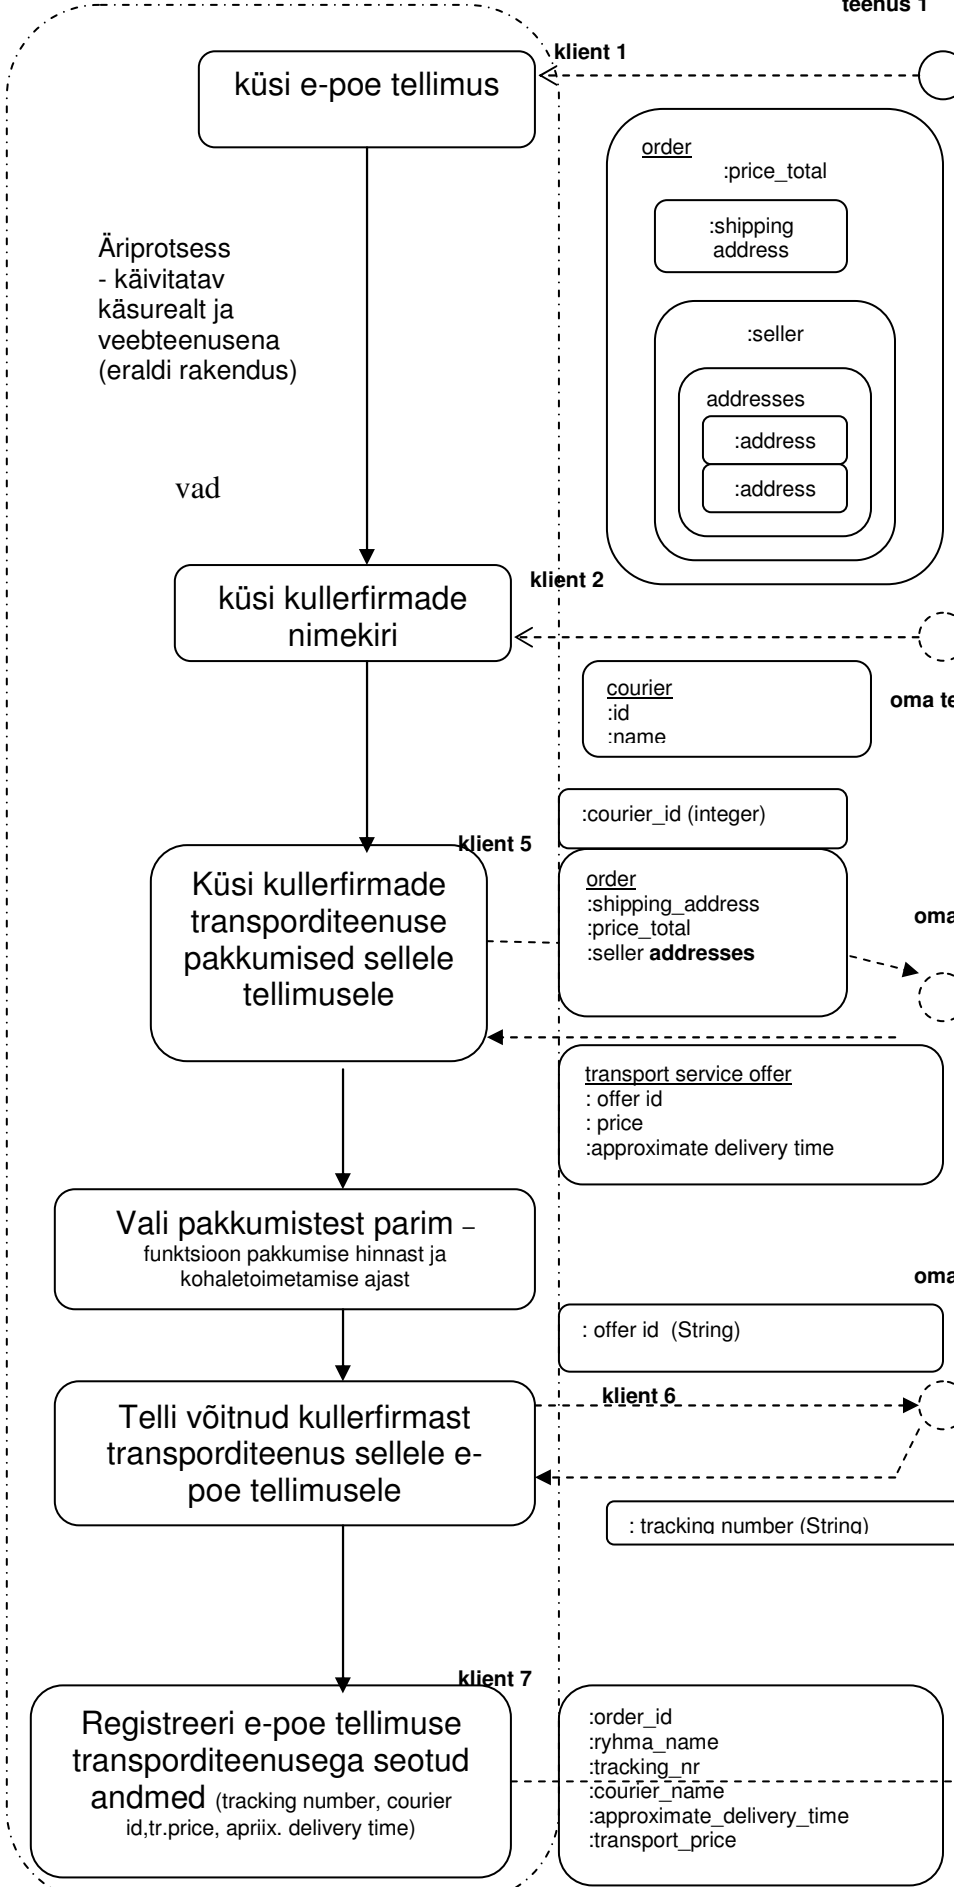 teenus 1
klient 1
küsi e-poe tellimus
order
:price_total
:shipping
address
Äriprotsess
- käivitatav
käsurealt ja
veebteenusena
(eraldi rakendus)
:seller
addresses
:address
:address
vad
klient 2
küsi kullerfirmade
nimekiri
courier
:id
:name
oma te
:courier_id (integer)
klient 5
Küsi kullerfirmade
transporditeenuse
pakkumised sellele
tellimusele
order
:shipping_address
:price_total
:seller addresses
oma
transport service offer
: offer id
: price
:approximate delivery time
Vali pakkumistest parim –
funktsioon pakkumise hinnast ja
kohaletoimetamise ajast
oma
: offer id  (String)
klient 6
Telli võitnud kullerfirmast
transporditeenus sellele e-
poe tellimusele
: tracking number (String)
klient 7
Registreeri e-poe tellimuse
transporditeenusega seotud
andmed (tracking number, courier
id,tr.price, apriix. delivery time)
:order_id
:ryhma_name
:tracking_nr
:courier_name
:approximate_delivery_time
:transport_price